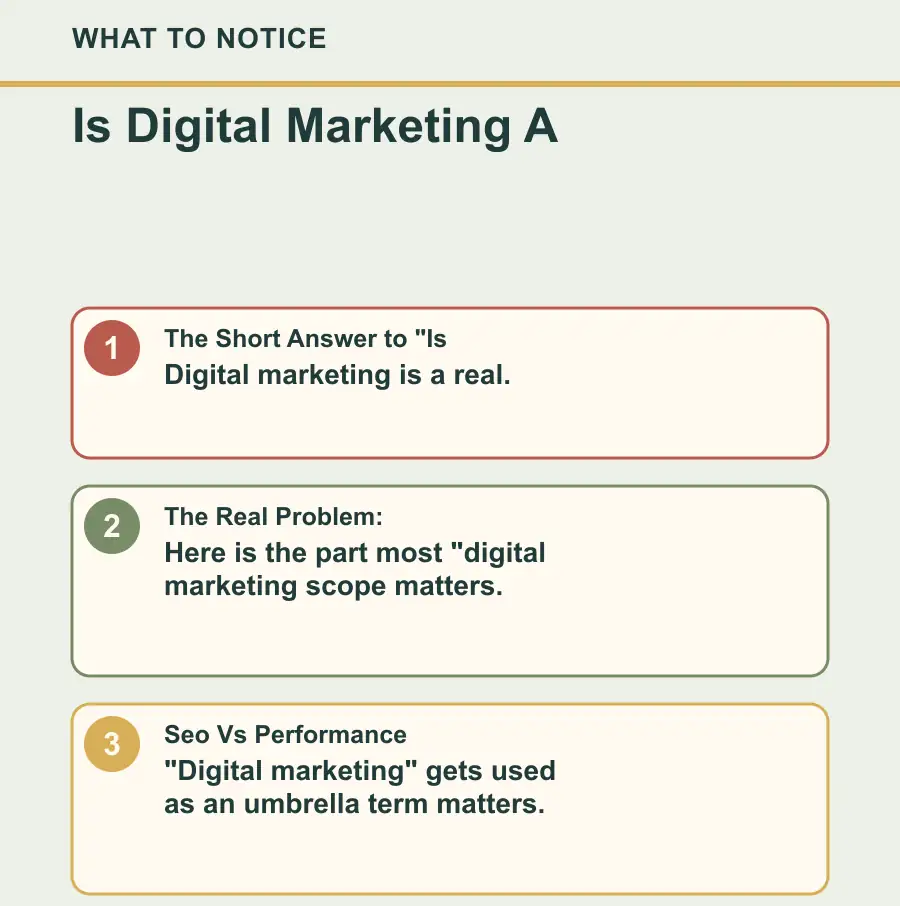 WHAT TO NOTICE
Is Digital Marketing A
1
The Short Answer to "Is
Digital marketing is a real.
2
The Real Problem:
Here is the part most "digital
marketing scope matters.
3
Seo Vs Performance
"Digital marketing" gets used
as an umbrella term matters.